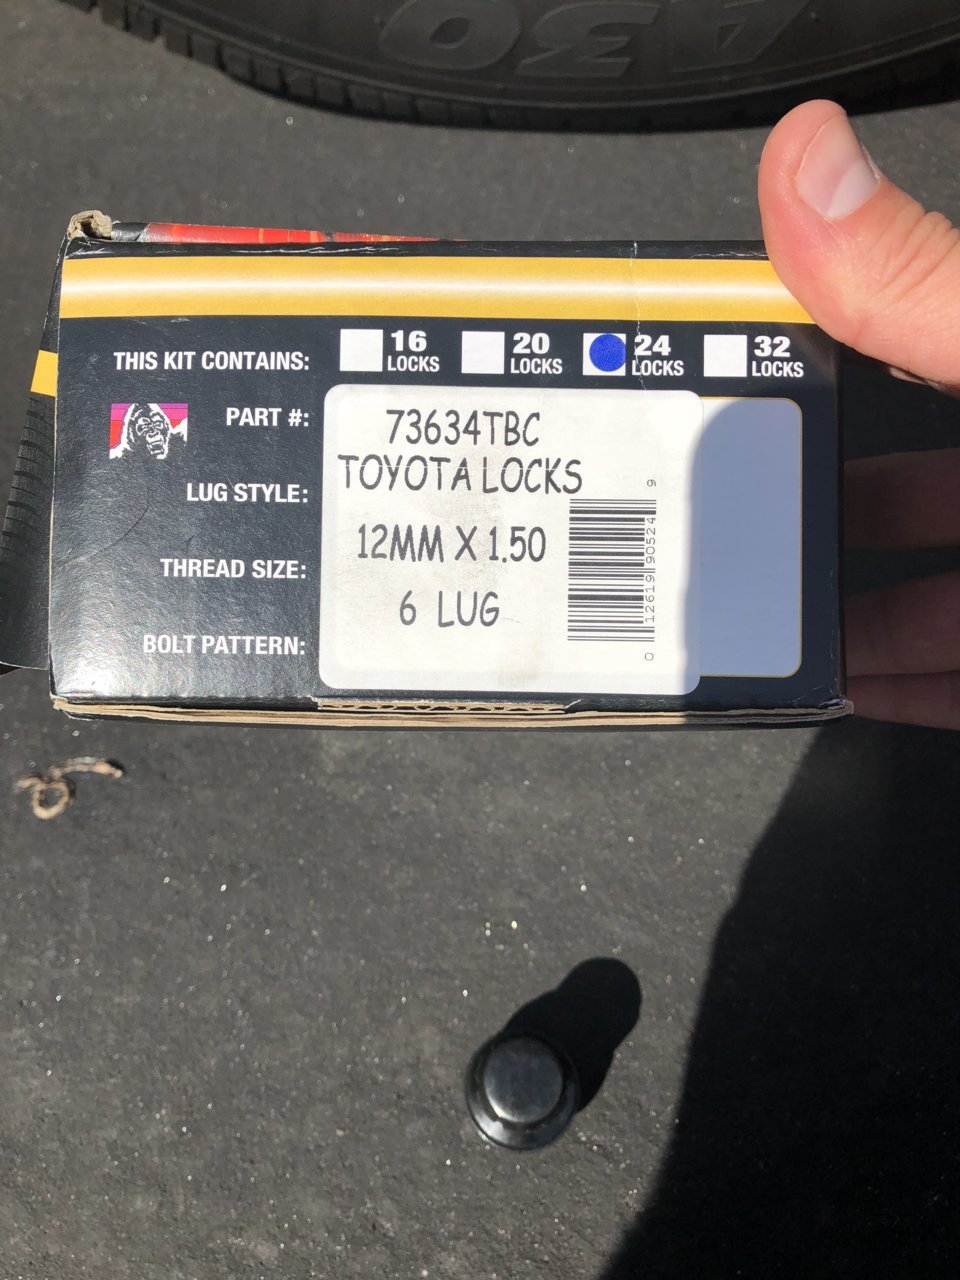 A30
THIS KIT CONTAINS:
16 LOCKS
20 LOCKS
24 LOCKS
32 LOCKS
PART #:
73634TBC
LUG STYLE:
TOYOTA LOCKS
THREAD SIZE:
12MM X 1.50
BOLT PATTERN:
6 LUG
0 12619 90524 9